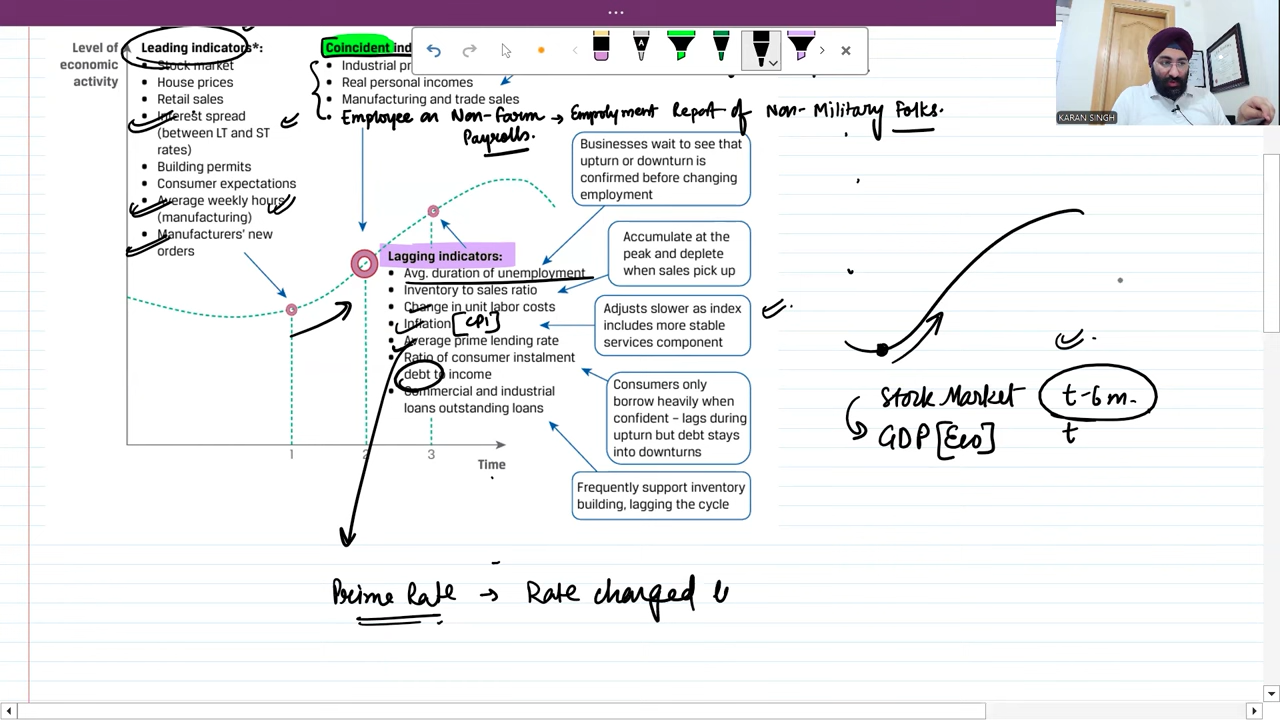 Level of
economic
activity
Leading indicators*:
• Stock market
• House prices
• Retail sales
• Interest spread
(between LT and ST
rates)
• Building permits
• Consumer expectations
• Average weekly hours
(manufacturing)
• Manufacturers' new
orders
Coincident ind
• Industrial pr
• Real personal incomes
• Manufacturing and trade sales
• Employee on Non-Farm Payrolls. → Employment Report of Non-Military Folks.
KARAN SINGH
Businesses wait to see that
upturn or downturn is
confirmed before changing
employment
Lagging indicators:
• Avg. duration of unemployment
• Inventory to sales ratio
• Change in unit labor costs
• Inflation [CPI]
• Average prime lending rate
• Ratio of consumer instalment
debt to income
• Commercial and industrial
loans outstanding loans
Accumulate at the
peak and deplete
when sales pick up
Adjusts slower as index
includes more stable
services component
Consumers only
borrow heavily when
confident – lags during
upturn but debt stays
into downturns
Frequently support inventory
building, lagging the cycle
1 2 3
Time
Stock Market t-6m.
GDP [Eco] t
Prime Rate → Rate charged